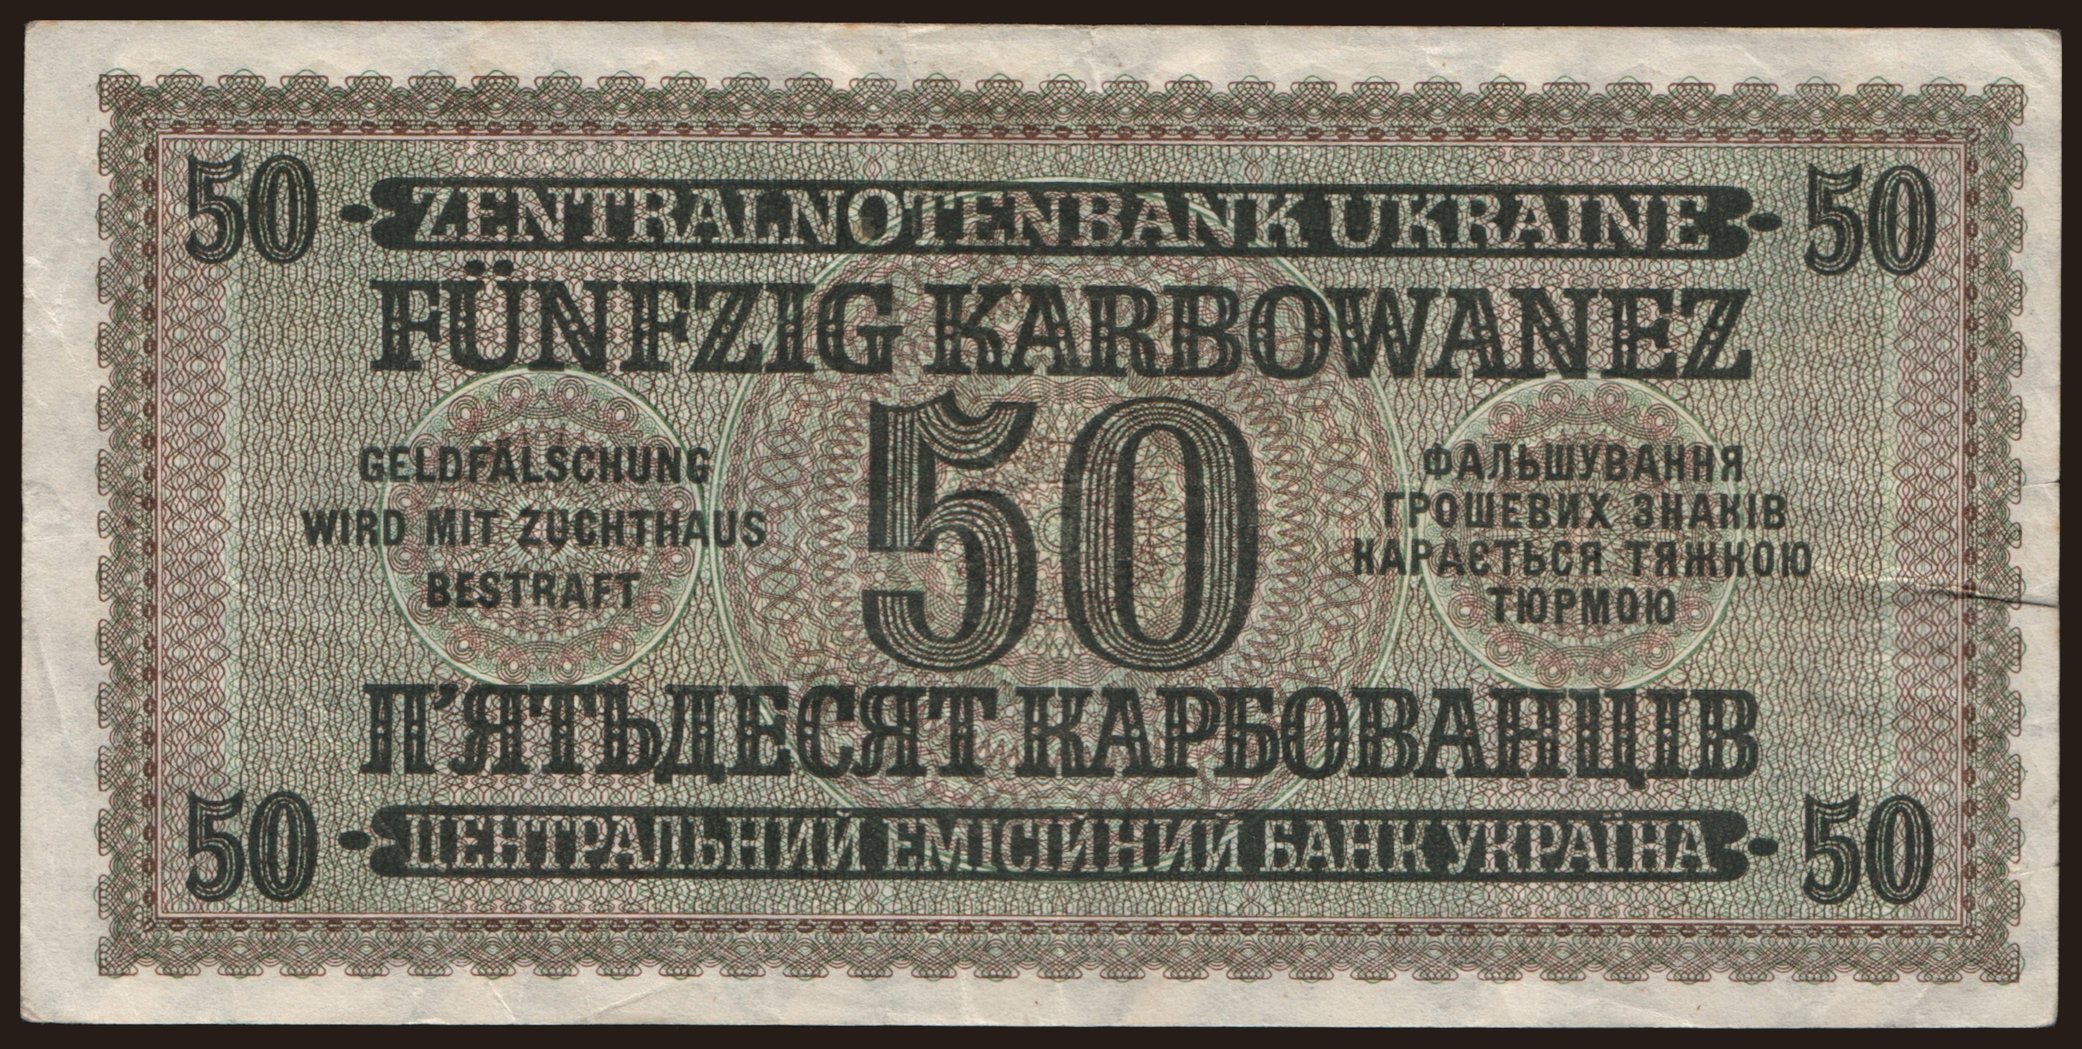 50 ZENTRALNOTENBANK UKRAINE 50
FÜNFZIG KARBOWANEZ
GELDFÄLSCHUNG
WIRD MIT ZUCHTHAUS
BESTRAFT
50
ФАЛЬШУВАННЯ
ГРОШЕВИХ ЗНАКІВ
КАРАЄТЬСЯ ТЯЖКОЮ
ТЮРМОЮ
П'ЯТЬДЕСЯТ КАРБОВАНЦІВ
50 ЦЕНТРАЛЬНИЙ ЕМІСІЙНИЙ БАНК УКРАЇНА 50